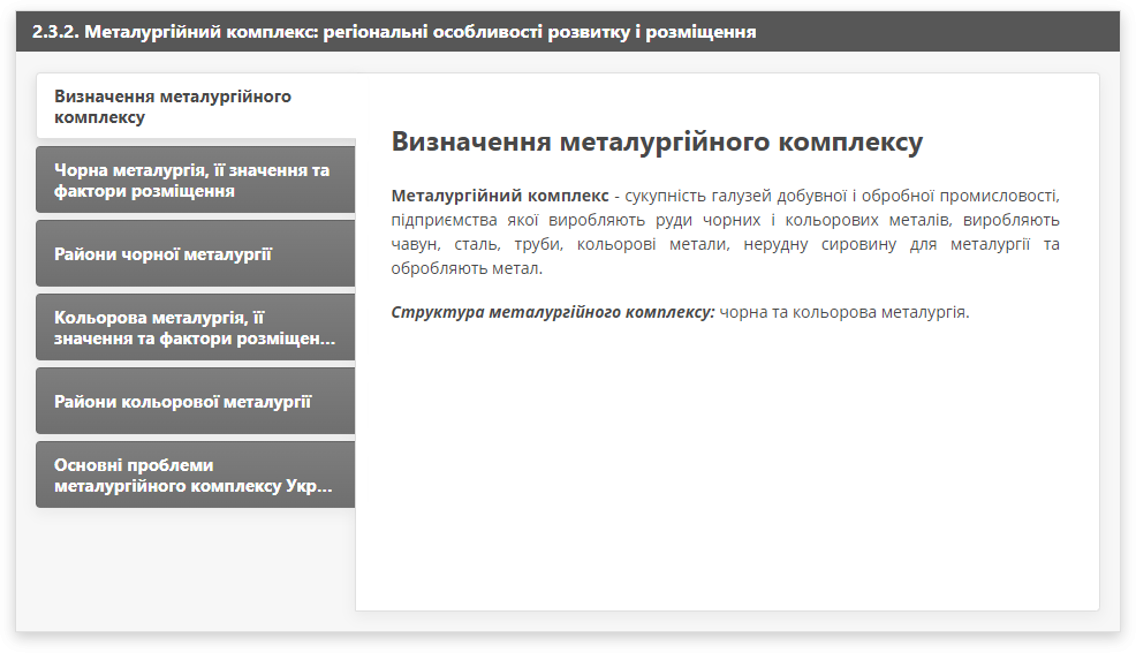 2.3.2. Металургійний комплекс: регіональні особливості розвитку і розміщення
Визначення металургійного
комплексу
Чорна металургія, її значення та
фактори розміщення
Райони чорної металургії
Кольорова металургія, її
значення та фактори розміщен...
Райони кольорової металургії
Основні проблеми
металургійного комплексу Укр...
Визначення металургійного комплексу
Металургійний комплекс - сукупність галузей добувної і обробної промисловості,
підприємства якої виробляють руди чорних і кольорових металів, виробляють
чавун, сталь, труби, кольорові метали, нерудну сировину для металургії та
обробляють метал.
Структура металургійного комплексу: чорна та кольорова металургія.